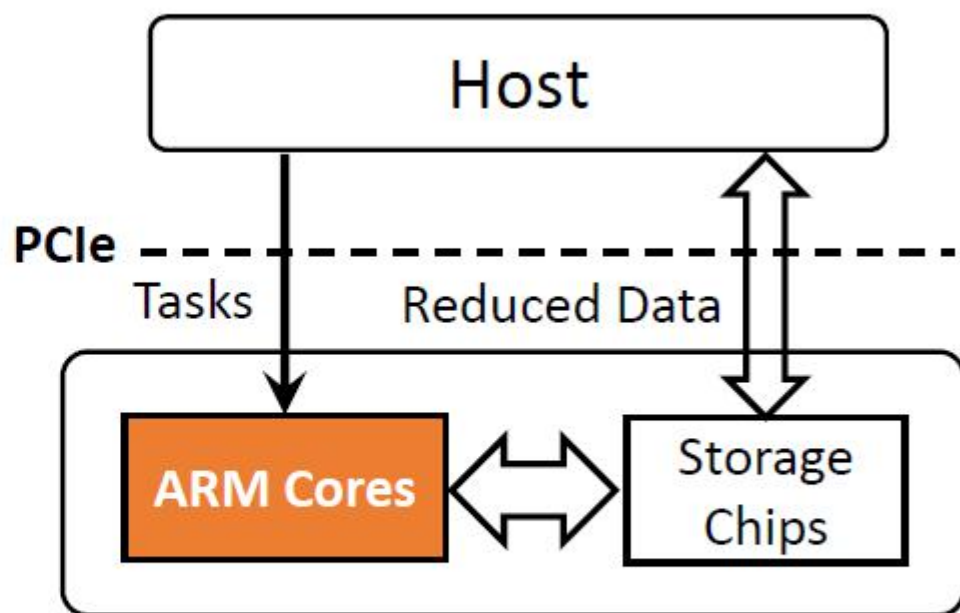 Host
PCIe
Tasks
Reduced Data
ARM Cores
Storage
Chips